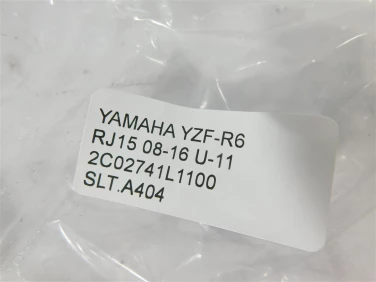 YAMAHA YZF-R6
RJ15 08-16 U-11
2C02741L1100
SLT.A404